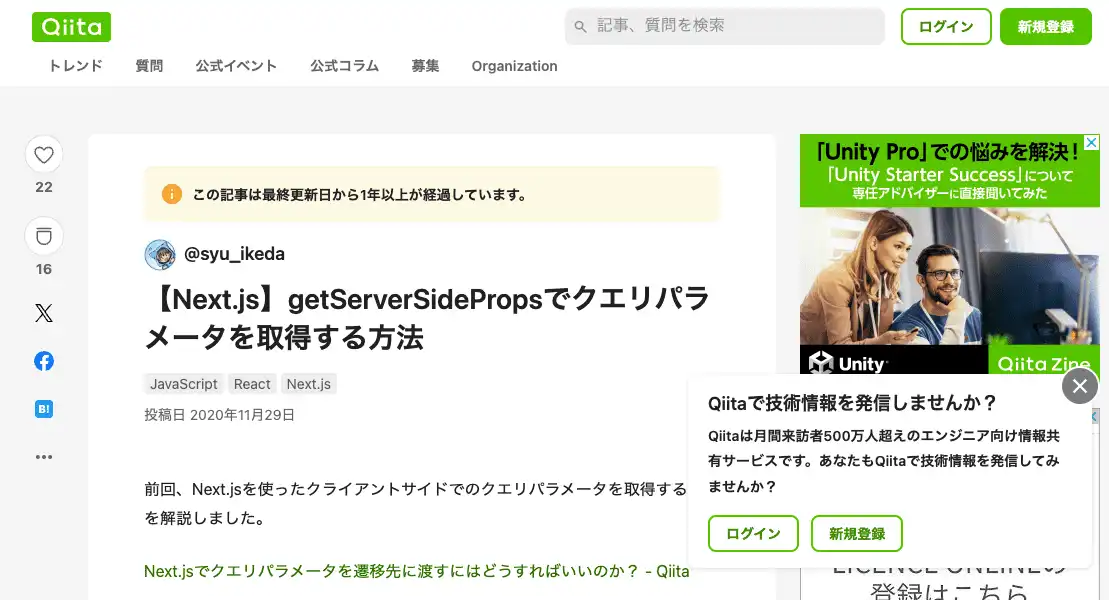 Qiita
記事、質問を検索
ログイン
新規登録
トレンド
質問
公式イベント
公式コラム
募集
Organization
22
16
B!
この記事は最終更新日から1年以上が経過しています。
@syu_ikeda
【Next.js】getServerSidePropsでクエリパラ
メータを取得する方法
JavaScript
React
Next.js
投稿日 2020年11月29日
前回、Next.jsを使ったクライアントサイドでのクエリパラメータを取得する
を解説しました。
Next.jsでクエリパラメータを遷移先に渡すにはどうすればいいのか？ - Qiita
「Unity Pro」での悩みを解決！
「Unity Starter Success」について
専任アドバイザーに直接聞いてみた
Unity
Qiita Zine
Qiitaで技術情報を発信しませんか？
Qiitaは月間来訪者500万人超えのエンジニア向け情報共
有サービスです。あなたもQiitaで技術情報を発信してみ
ませんか？
ログイン
新規登録
LICENCE ONLINEの
登録はこちら